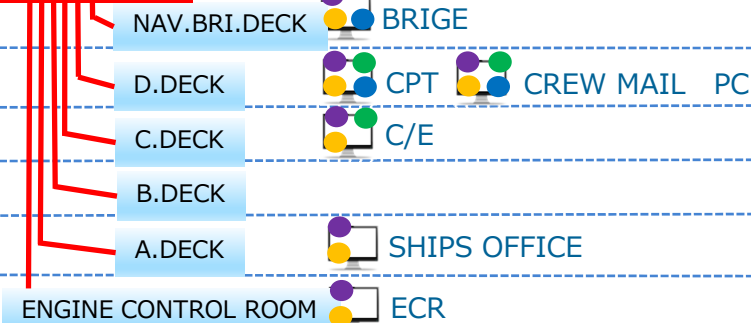 NAV.BRI.DECK BRIGE
D.DECK CPT CREW MAIL PC
C.DECK C/E
B.DECK
A.DECK SHIPS OFFICE
ENGINE CONTROL ROOM ECR